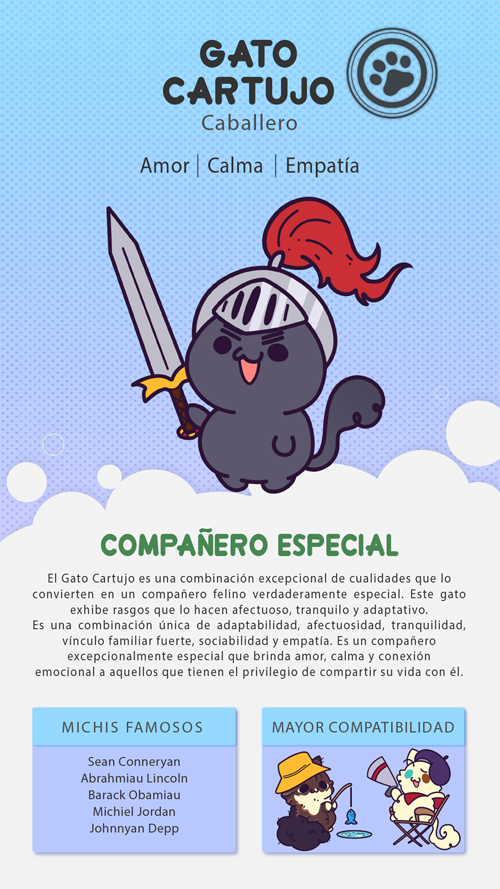 GATO
CARTUJO
Caballero
Amor | Calma | Empatía
COMPAÑERO ESPECIAL
El Gato Cartujo es una combinación excepcional de cualidades que lo
convierten en un compañero felino verdaderamente especial. Este gato
exhibe rasgos que lo hacen afectuoso, tranquilo y adaptativo.
Es una combinación única de adaptabilidad, afectuosidad, tranquilidad,
vínculo familiar fuerte, sociabilidad y empatía. Es un compañero
excepcionalmente especial que brinda amor, calma y conexión
emocional a aquellos que tienen el privilegio de compartir su vida con él.
MICHIS FAMOSOS
Sean Conneryan
Abrahmiau Lincoln
Barack Obamiau
Michiel Jordan
Johnnyan Depp
MAYOR COMPATIBILIDAD